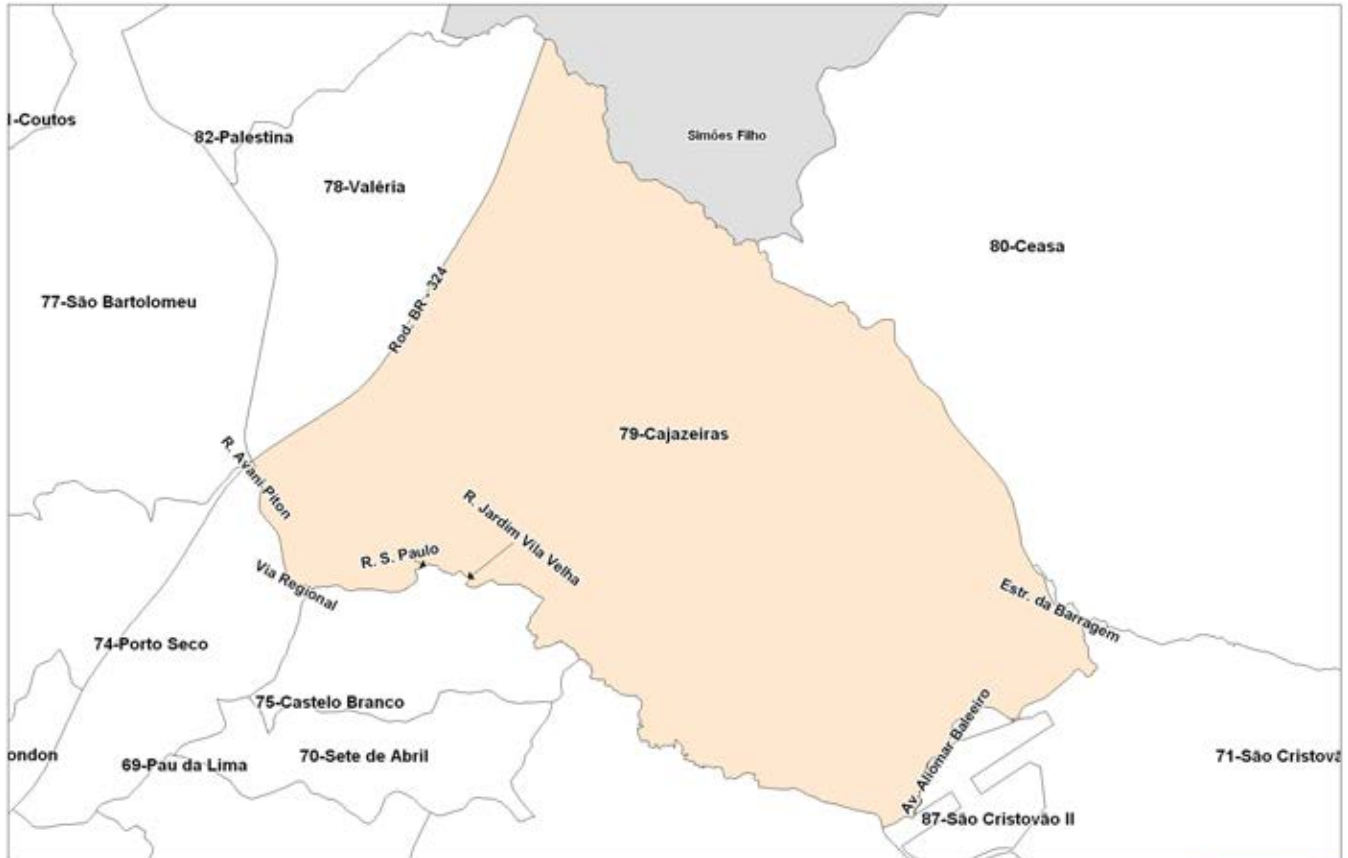 l-Coutos
82-Palestina
Simões Filho
78-Valéria
80-Ceasa
77-São Bartolomeu
Rod. BR - 324
79-Cajazeiras
R. Avani Piton
R. Jardim Vila Velha
R. S. Paulo
Via Regional
Estr. da Barragem
74-Porto Seco
75-Castelo Branco
Av. Aliomar Baleeiro
ondon
69-Pau da Lima
70-Sete de Abril
71-São Cristovã
87-São Cristovão II